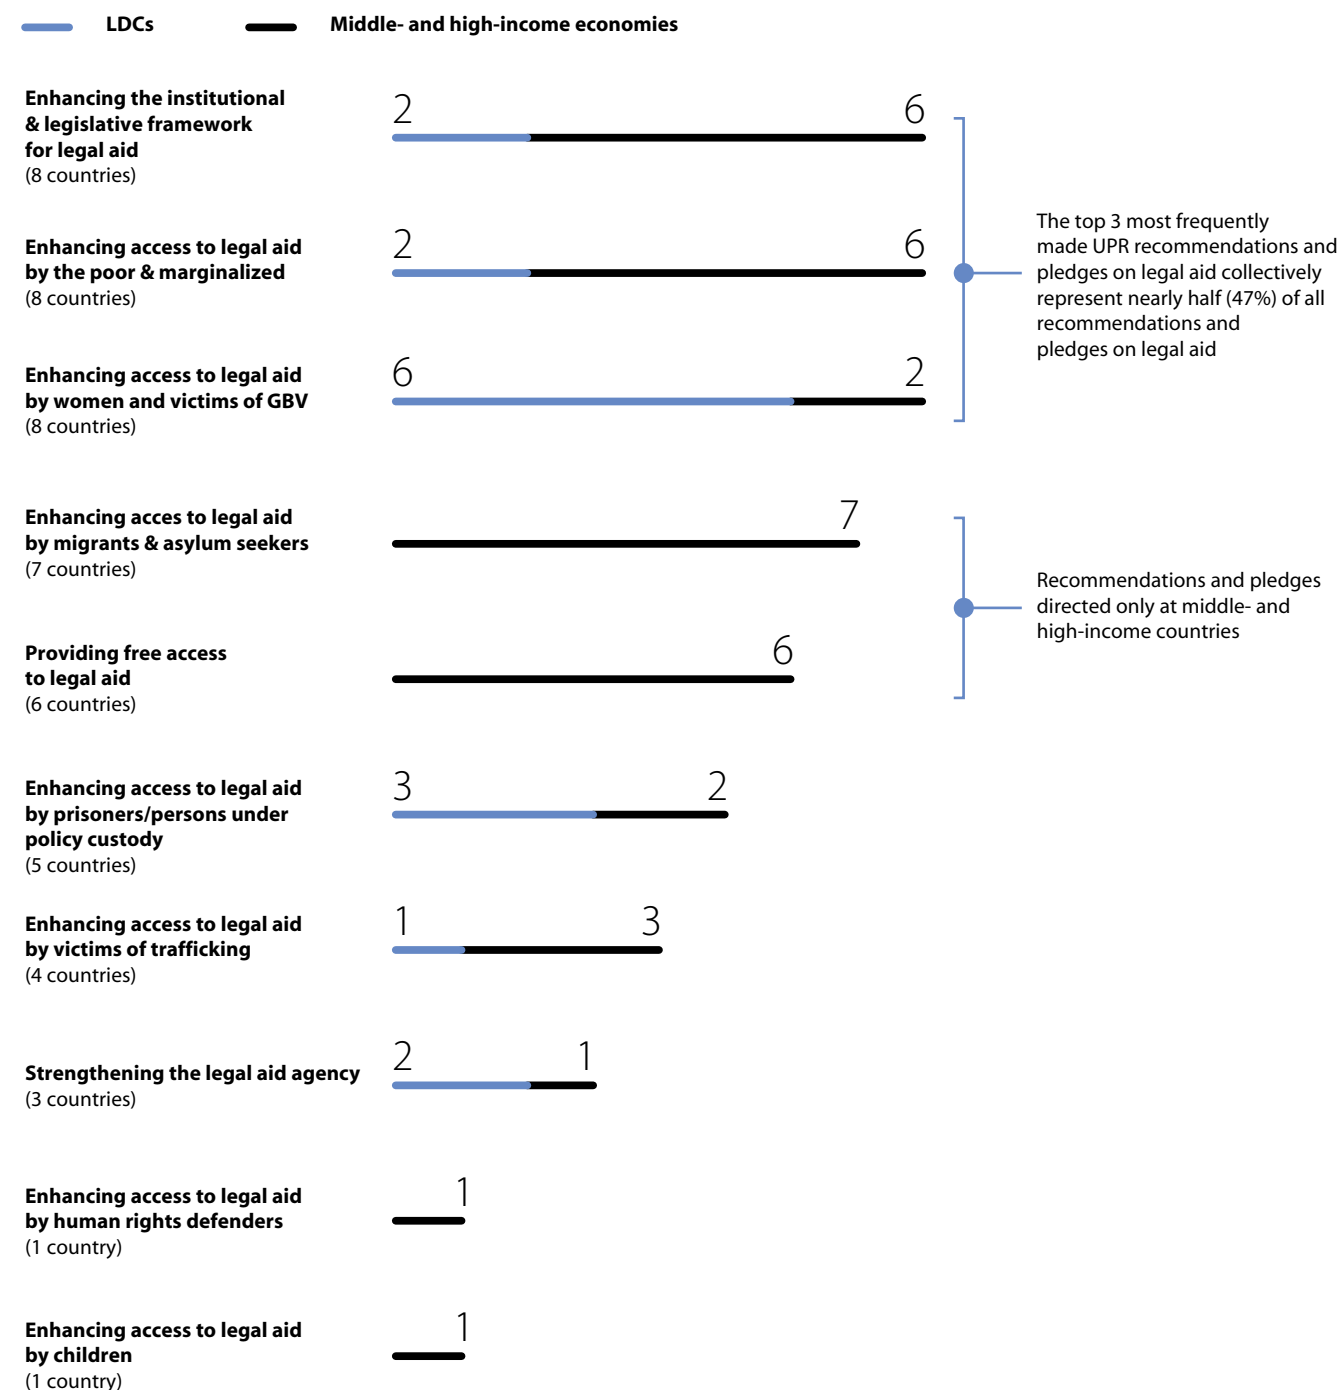 LDCs
Middle- and high-income economies
Enhancing the institutional
& legislative framework
for legal aid
(8 countries)
2
6
Enhancing access to legal aid
by the poor & marginalized
(8 countries)
2
6
Enhancing access to legal aid
by women and victims of GBV
(8 countries)
6
2
The top 3 most frequently
made UPR recommendations and
pledges on legal aid collectively
represent nearly half (47%) of all
recommendations and
pledges on legal aid
Enhancing acces to legal aid
by migrants & asylum seekers
(7 countries)
7
Providing free access
to legal aid
(6 countries)
6
Recommendations and pledges
directed only at middle- and
high-income countries
Enhancing access to legal aid
by prisoners/persons under
policy custody
(5 countries)
3
2
Enhancing access to legal aid
by victims of trafficking
(4 countries)
1
3
Strengthening the legal aid agency
(3 countries)
2
1
Enhancing access to legal aid
by human rights defenders
(1 country)
1
Enhancing access to legal aid
by children
(1 country)
1